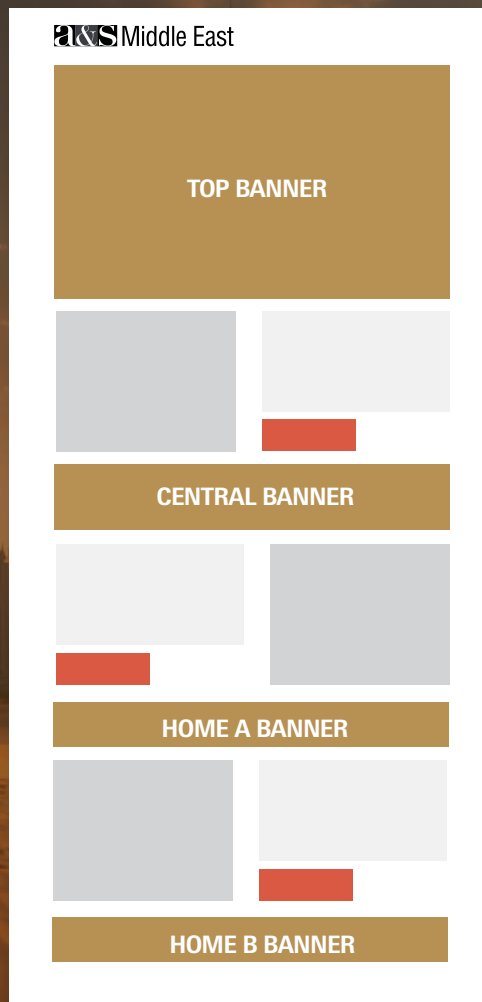 a&s Middle East
TOP BANNER
CENTRAL BANNER
HOME A BANNER
HOME B BANNER